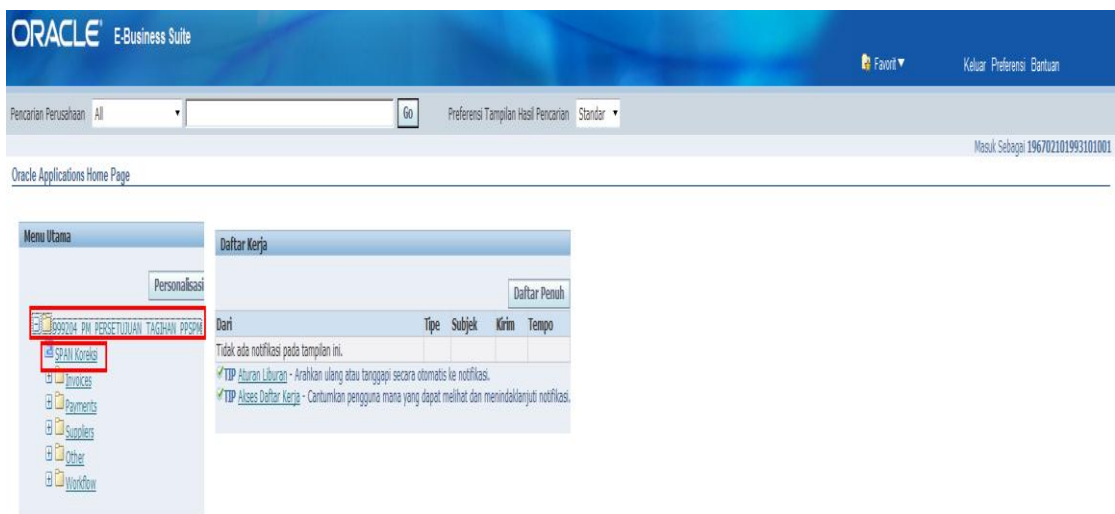 ORACLE E-Business Suite
Favorit Keluar Preferensi Bantuan
Pencarian Perusahaan All Go Preferensi Tampilan Hasil Pencarian Standar
Masuk Sebagai 196702101993101001
Oracle Applications Home Page
Menu Utama
Personalisasi
999204 PM PERSETUJUAN TAGIHAN PPSPM
SPAN Koreksi
Invoices
Payments
Suppliers
Other
Workflow
Daftar Kerja
Daftar Penuh
Dari Tipe Subjek Kirim Tempo
Tidak ada notifikasi pada tampilan ini.
TIP Aturan Liburan - Arahkan ulang atau tanggapi secara otomatis ke notifikasi.
TIP Akses Daftar Kerja - Cantumkan pengguna mana yang dapat melihat dan menindaklanjuti notifikasi.